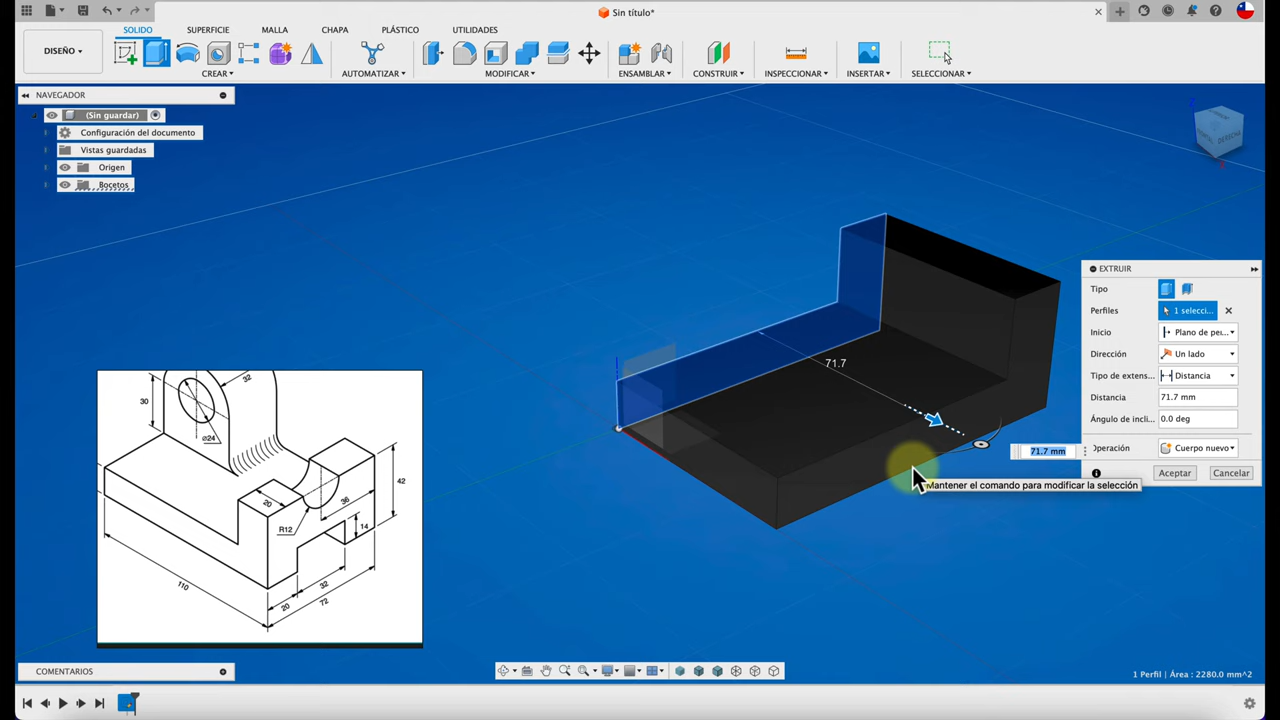 Sin título*
SOLIDO SUPERFICIE MALLA CHAPA PLÁSTICO UTILIDADES
DISEÑO
CREAR AUTOMATIZAR MODIFICAR ENSAMBLAR CONSTRUIR INSPECCIONAR INSERTAR SELECCIONAR
NAVEGADOR
(Sin guardar)
Configuración del documento
Vistas guardadas
Origen
Bocetos
DERECHA
EXTRUIR
Tipo
Perfiles 1 selecci...
Inicio Plano de per...
Dirección Un lado
Tipo de extens... Distancia
Distancia 71.7 mm
Ángulo de incli... 0.0 deg
Operación Cuerpo nuevo
Aceptar Cancelar
71.7
71.7 mm
Mantener el comando para modificar la selección
32
30
⌀24
20
36
42
R12
14
110
32
20
72
COMENTARIOS
1 Perfil | Área : 2280.0 mm^2